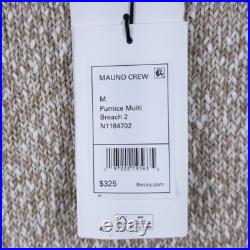 MAUNO CREW
M
Pumice Multi
Breach 2
N1184702
$325
theory.com